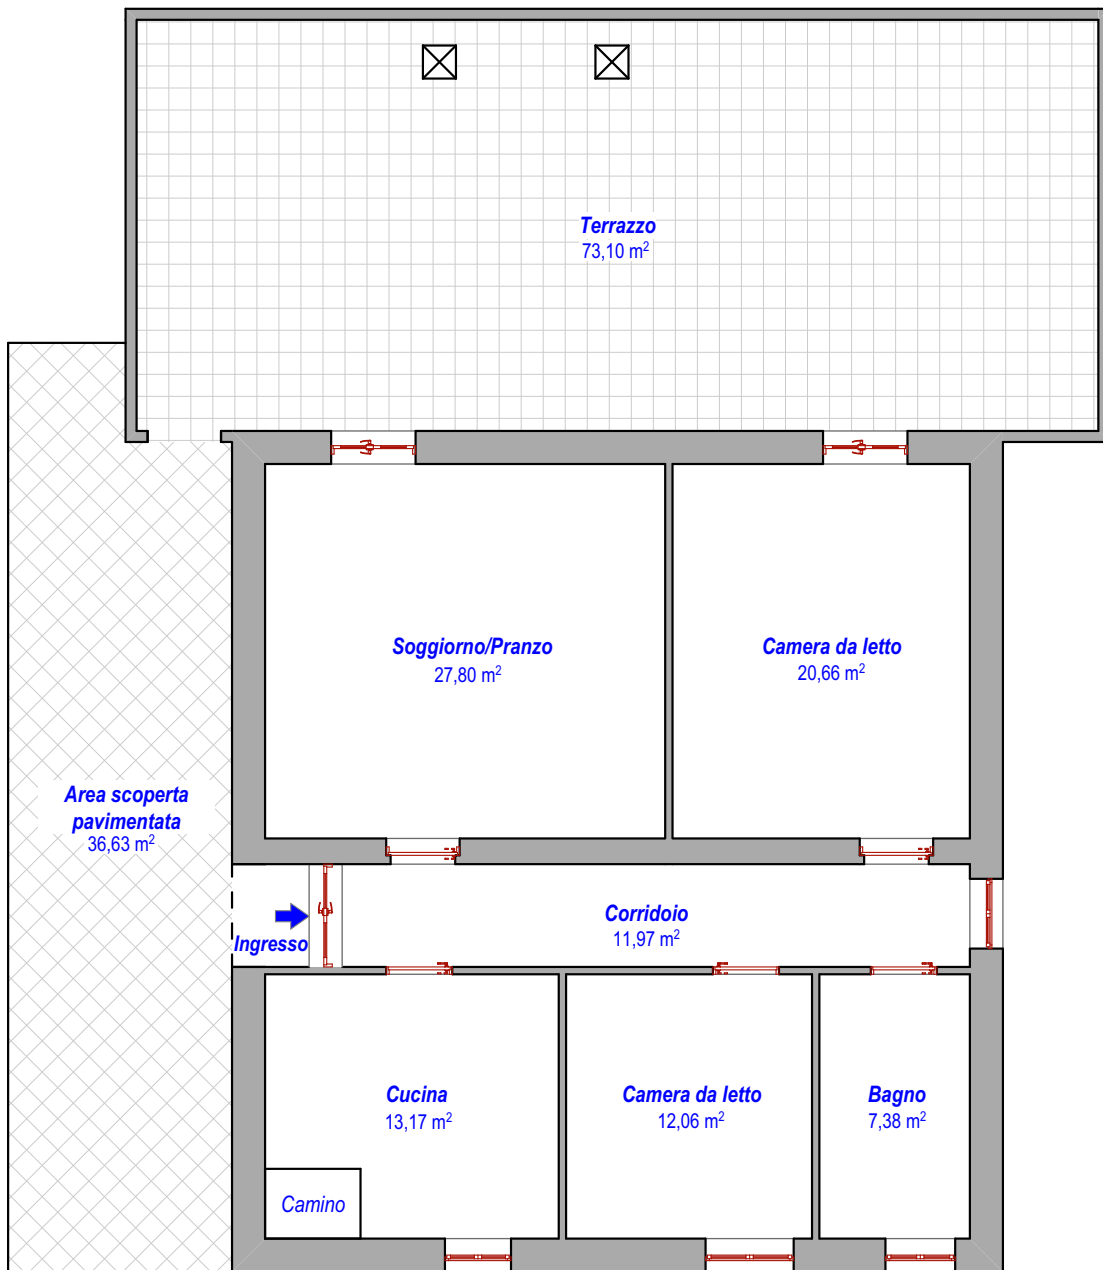 Terrazzo
73,10 m²
Soggiorno/Pranzo
27,80 m²
Camera da letto
20,66 m²
Area scoperta
pavimentata
36,63 m²
Corridoio
11,97 m²
Ingresso
Cucina
13,17 m²
Camera da letto
12,06 m²
Bagno
7,38 m²
Camino